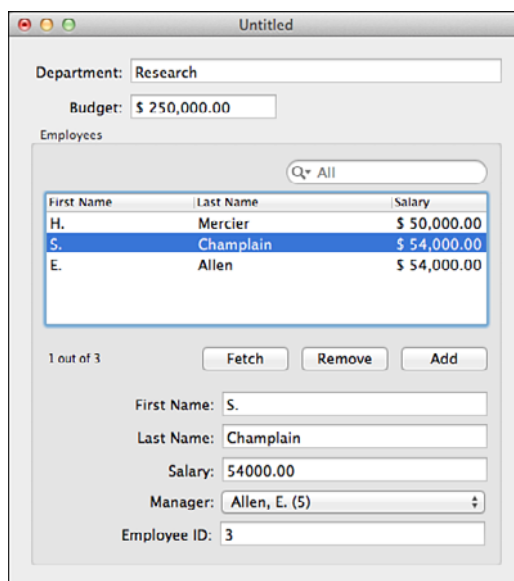 Untitled
Department: Research
Budget: $ 250,000.00
Employees
All
First Name Last Name Salary
H. Mercier $ 50,000.00
S. Champlain $ 54,000.00
E. Allen $ 54,000.00
1 out of 3 Fetch Remove Add
First Name: S.
Last Name: Champlain
Salary: 54000.00
Manager: Allen, E. (5)
Employee ID: 3